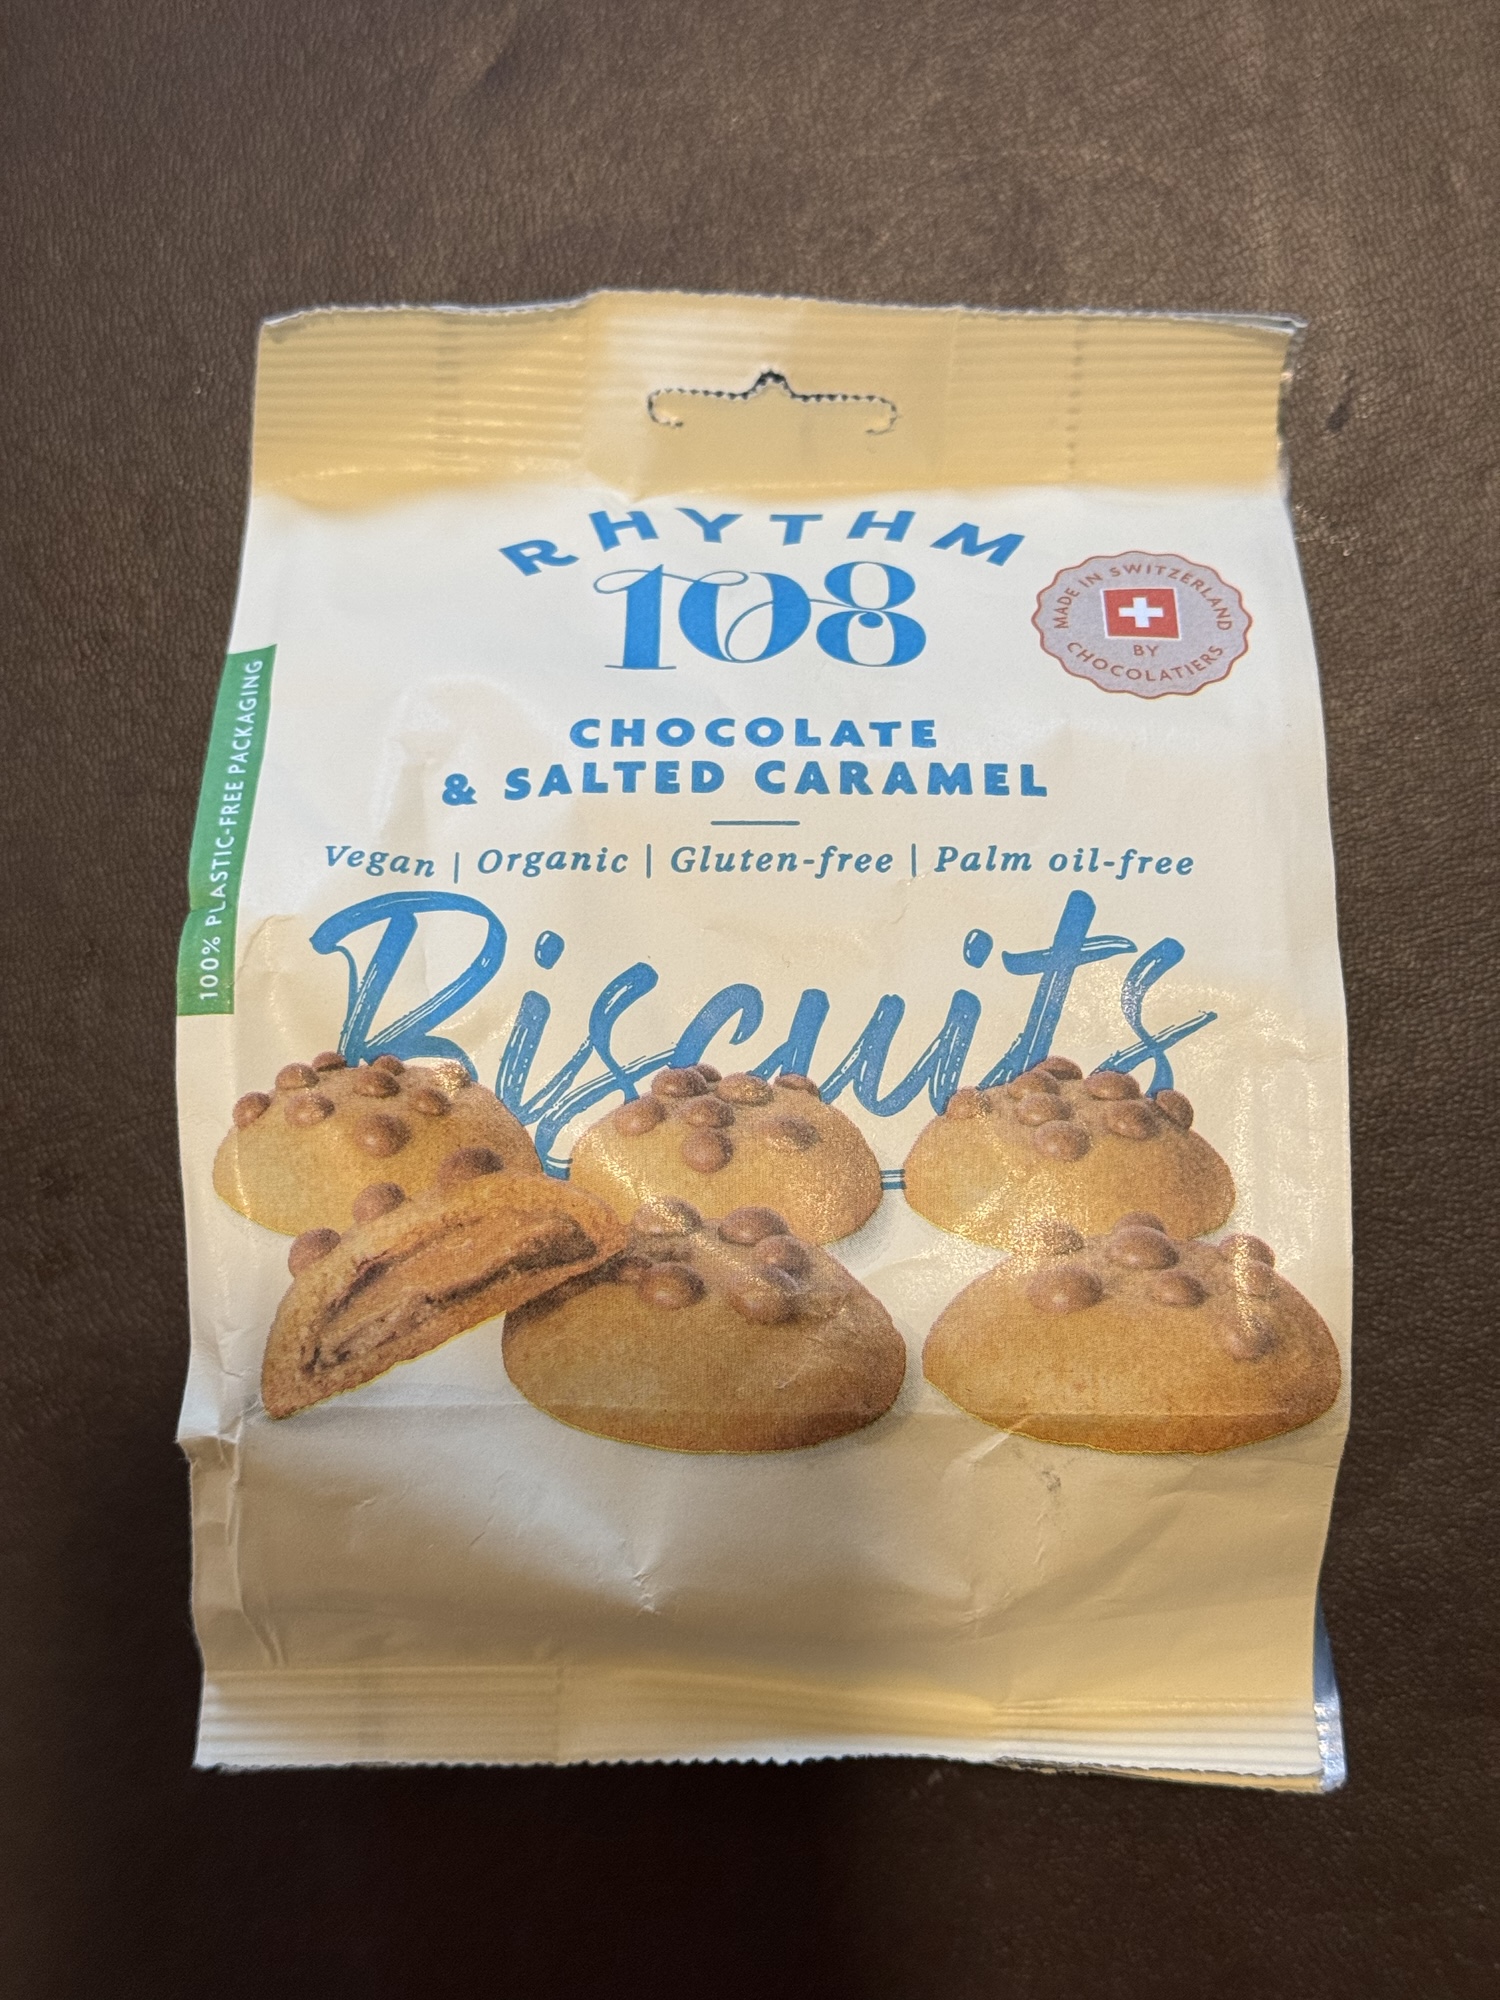 RHYTHM
108
MADE IN SWITZERLAND
BY
CHOCOLATIERS
CHOCOLATE
& SALTED CARAMEL
Vegan | Organic | Gluten-free | Palm oil-free
Biscuits
100% PLASTIC-FREE PACKAGING